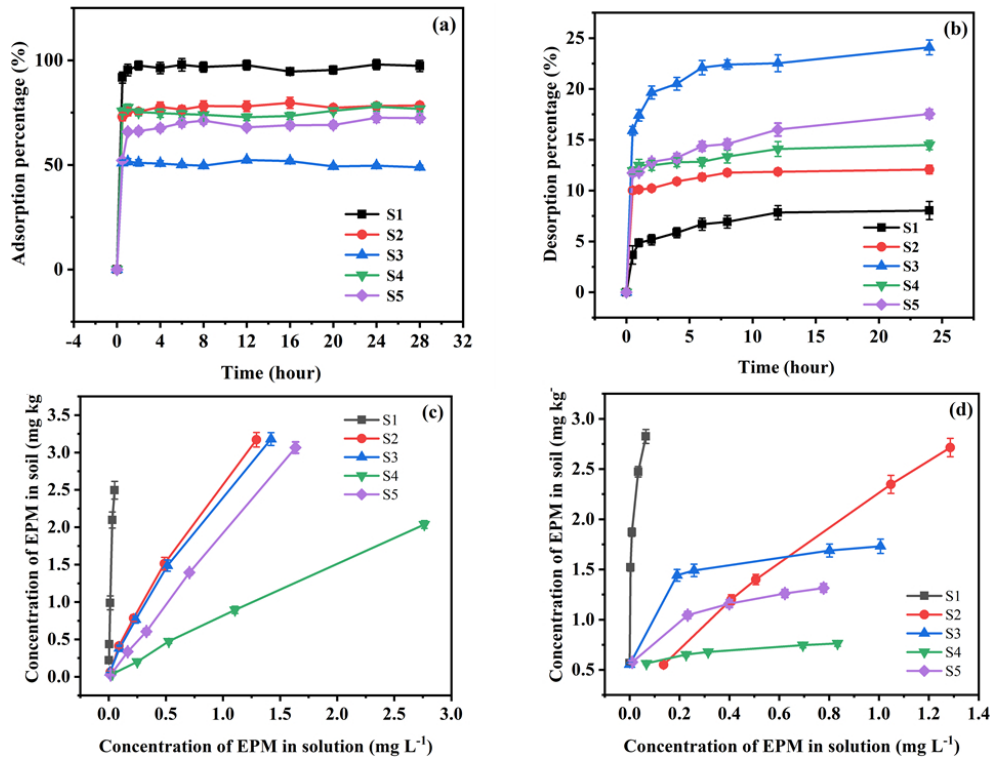 (a)
Adsorption percentage (%)
100
50
0
S1
S2
S3
S4
S5
-4 0 4 8 12 16 20 24 28 32
Time (hour)
(b)
Desorption percentage (%)
25
20
15
10
5
0
S1
S2
S3
S4
S5
0 5 10 15 20 25
Time (hour)
(c)
Concentration of EPM in soil (mg kg
3.5
3.0
2.5
2.0
1.5
1.0
0.5
0.0
S1
S2
S3
S4
S5
0.0 0.5 1.0 1.5 2.0 2.5 3.0
Concentration of EPM in solution (mg L-1)
(d)
Concentration of EPM in soil (mg kg-
3.0
2.5
2.0
1.5
1.0
0.5
S1
S2
S3
S4
S5
0.0 0.2 0.4 0.6 0.8 1.0 1.2 1.4
Concentration of EPM in solution (mg L-1)